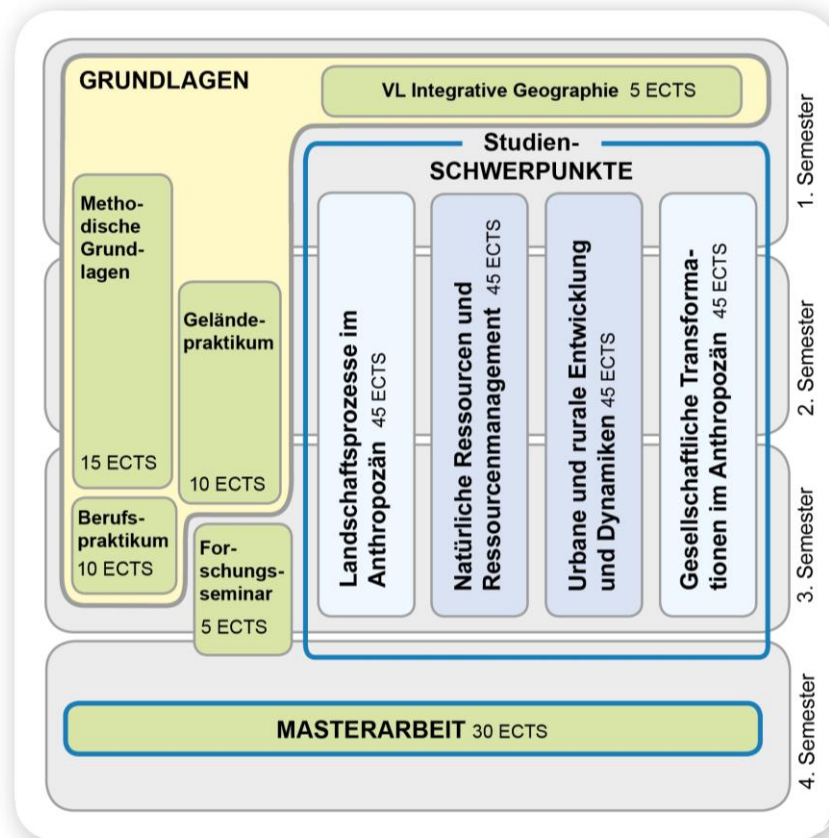 GRUNDLAGEN
VL Integrative Geographie 5 ECTS
Studien-
SCHWERPUNKTE
Metho-
dische
Grund-
lagen
15 ECTS
Gelände-
praktikum
10 ECTS
Berufs-
praktikum
10 ECTS
For-
schungs-
seminar
5 ECTS
Landschaftsprozesse im
Anthropozän 45 ECTS
Natürliche Ressourcen und
Ressourcenmanagement 45 ECTS
Urbane und rurale Entwicklung
und Dynamiken 45 ECTS
Gesellschaftliche Transforma-
tionen im Anthropozän 45 ECTS
MASTERARBEIT 30 ECTS
1. Semester
2. Semester
3. Semester
4. Semester